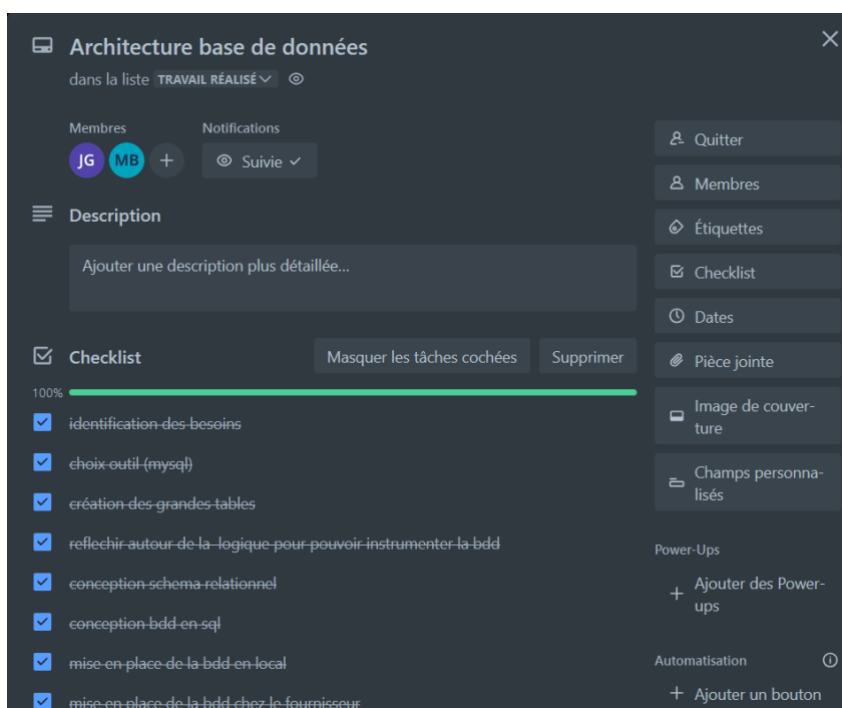 Architecture base de données
dans la liste TRAVAIL RÉALISÉ
Membres
Notifications
JG
MB
Suivie
Description
Ajouter une description plus détaillée...
Checklist
Masquer les tâches cochées
Supprimer
100%
identification des besoins
choix outil (mysql)
création des grandes tables
reflechir autour de la logique pour pouvoir instrumenter la bdd
conception schema relationnel
conception bdd en sql
mise en place de la bdd en local
mise en place de la bdd chez le fournisseur
Quitter
Membres
Étiquettes
Checklist
Dates
Pièce jointe
Image de couver-
ture
Champs personna-
lisés
Power-Ups
Ajouter des Power-
ups
Automatisation
Ajouter un bouton